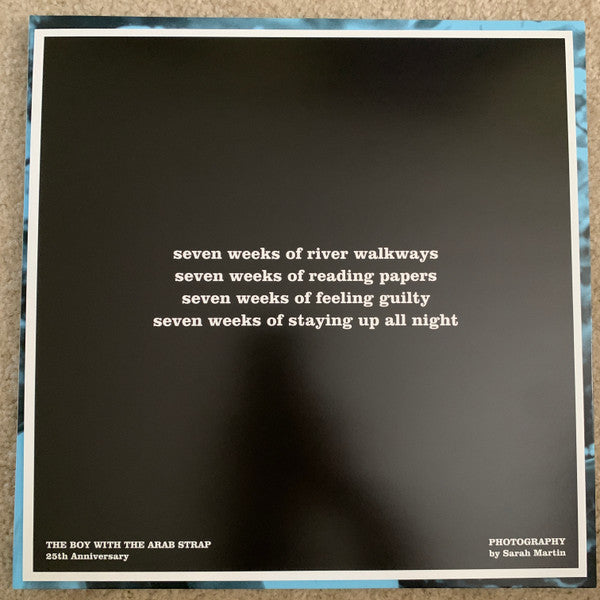 seven weeks of river walkways
seven weeks of reading papers
seven weeks of feeling guilty
seven weeks of staying up all night
THE BOY WITH THE ARAB STRAP
25th Anniversary
PHOTOGRAPHY
by Sarah Martin